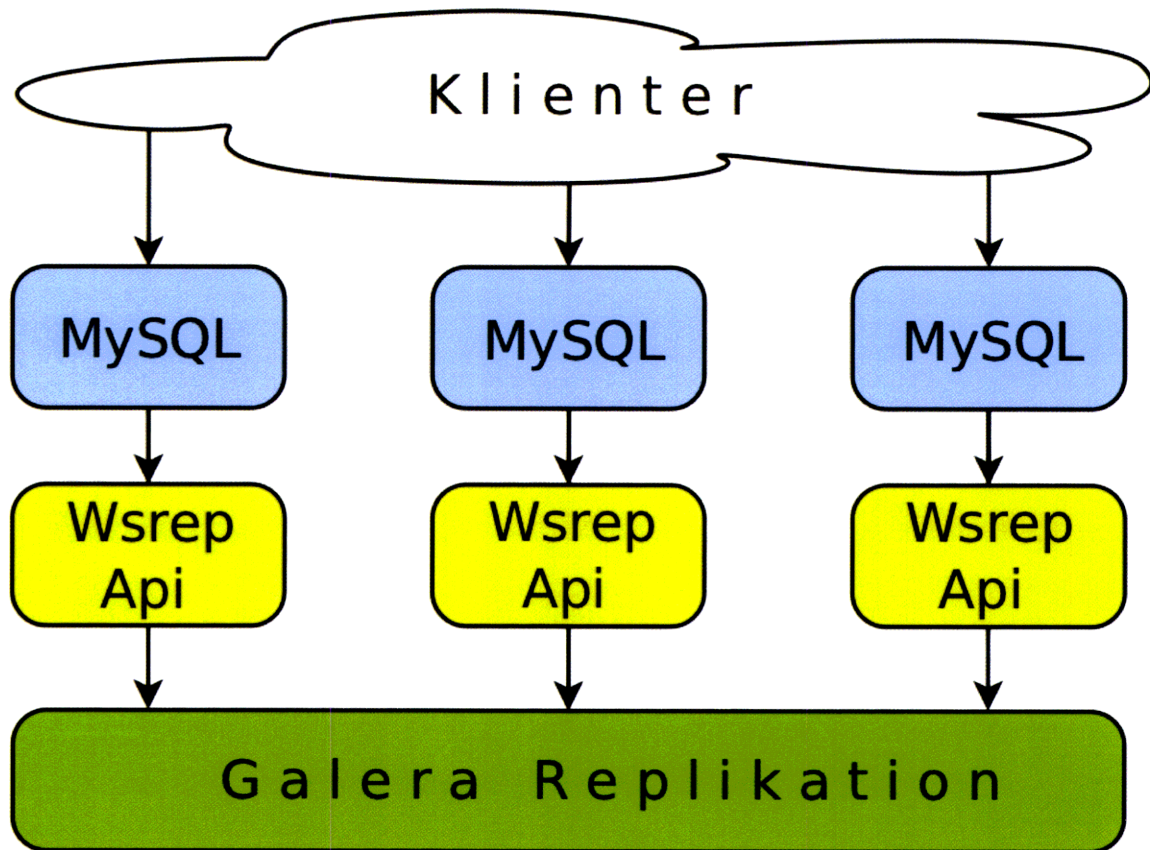 Klienter
MySQL
MySQL
MySQL
Wsrep
Api
Wsrep
Api
Wsrep
Api
Galera Replikation